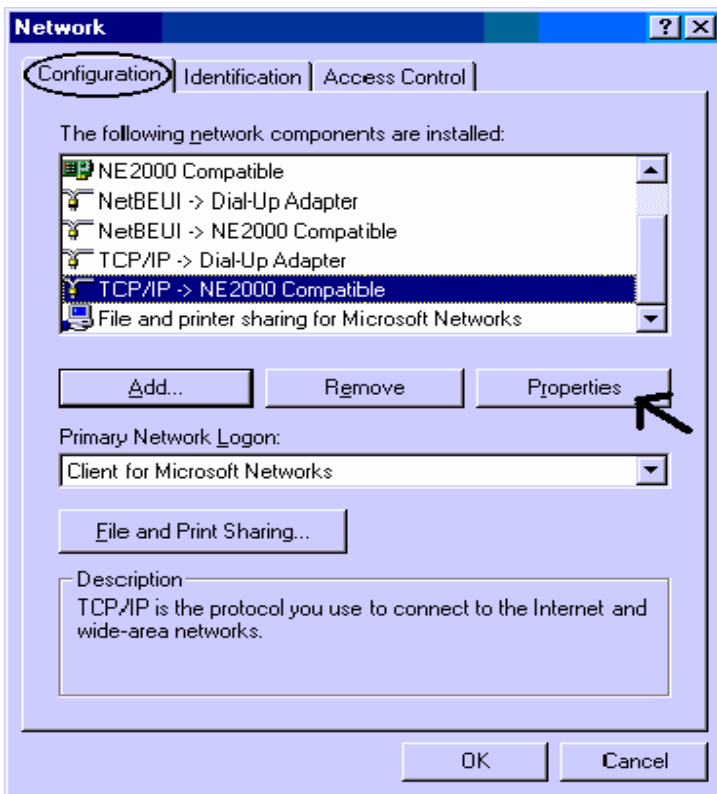 Network
Configuration Identification Access Control
The following network components are installed:
NE2000 Compatible
NetBEUI -> Dial-Up Adapter
NetBEUI -> NE2000 Compatible
TCP/IP -> Dial-Up Adapter
TCP/IP -> NE2000 Compatible
File and printer sharing for Microsoft Networks
Add... Remove Properties
Primary Network Logon:
Client for Microsoft Networks
File and Print Sharing...
Description
TCP/IP is the protocol you use to connect to the Internet and
wide-area networks.
OK Cancel